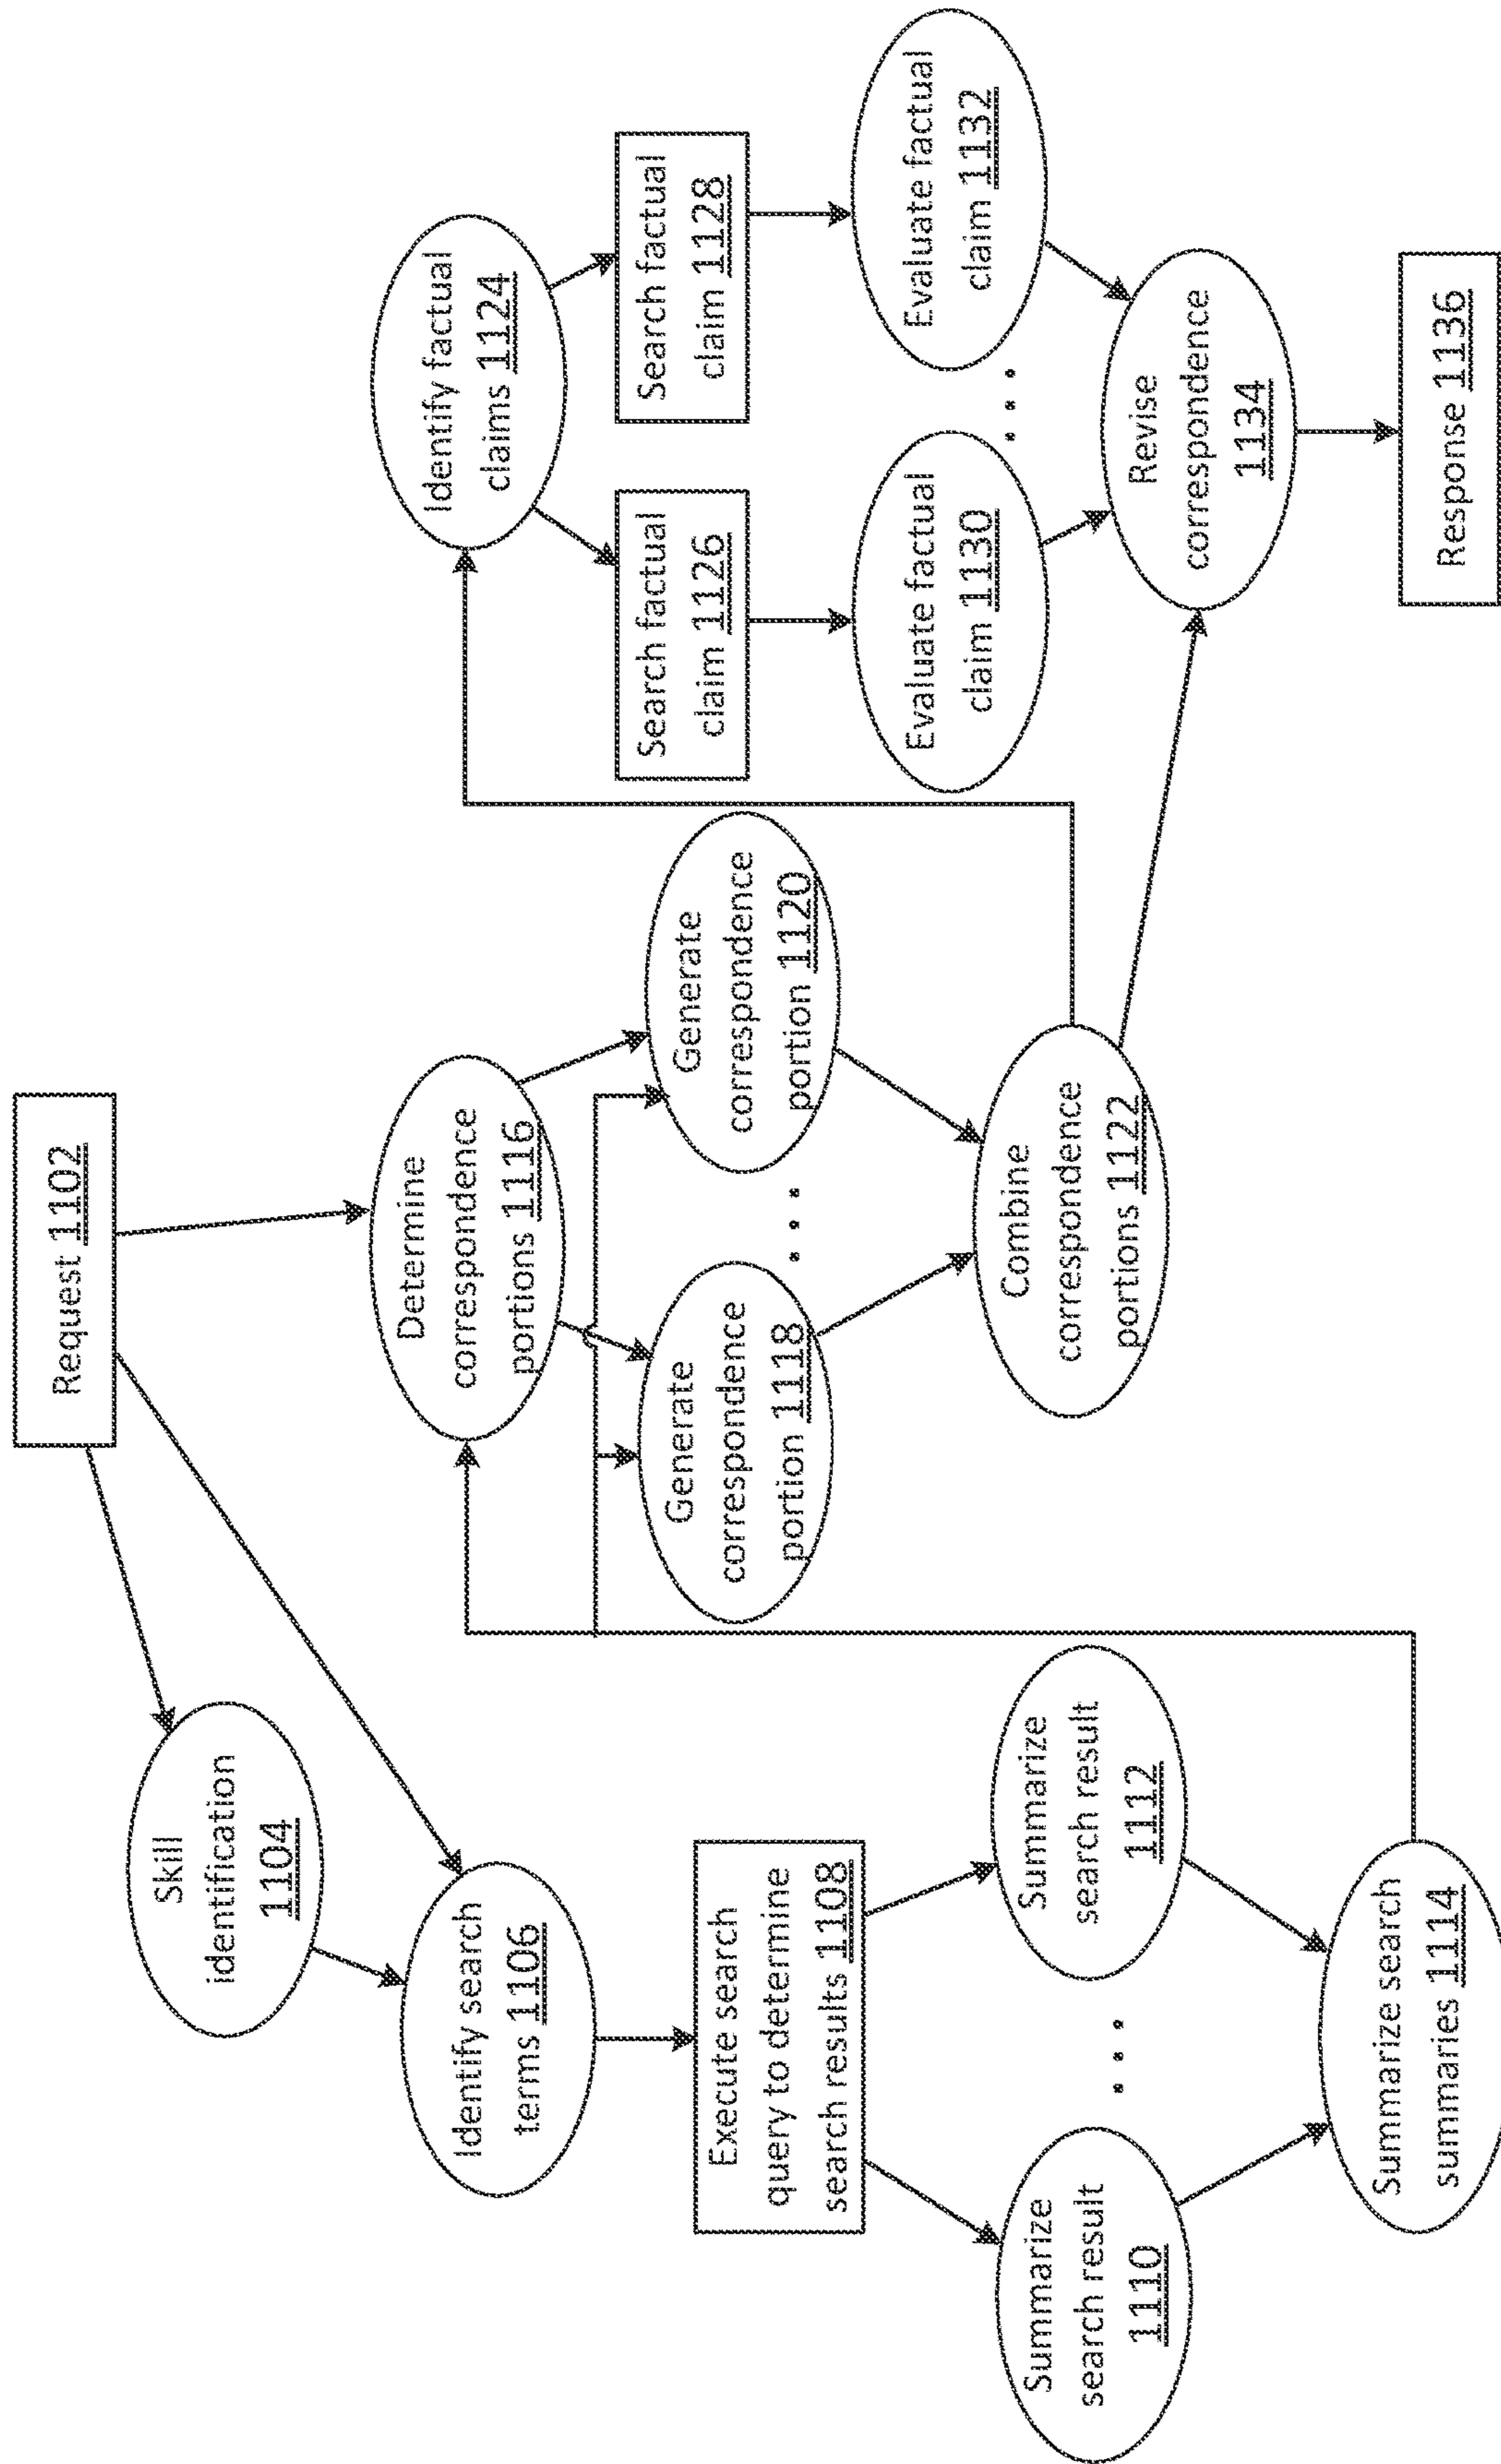 Request 1102
Skill
identification
1104
Identify search
terms 1106
Execute search
query to determine
search results 1108
Summarize
search result
1110
Summarize
search result
1112
Summarize search
summaries 1114
Determine
correspondence
portions 1116
Generate
correspondence
portion 1118
Generate
correspondence
portion 1120
Combine
correspondence
portions 1122
Identify factual
claims 1124
Search factual
claim 1126
Search factual
claim 1128
Evaluate factual
claim 1130
Evaluate factual
claim 1132
Revise
correspondence
1134
Response 1136